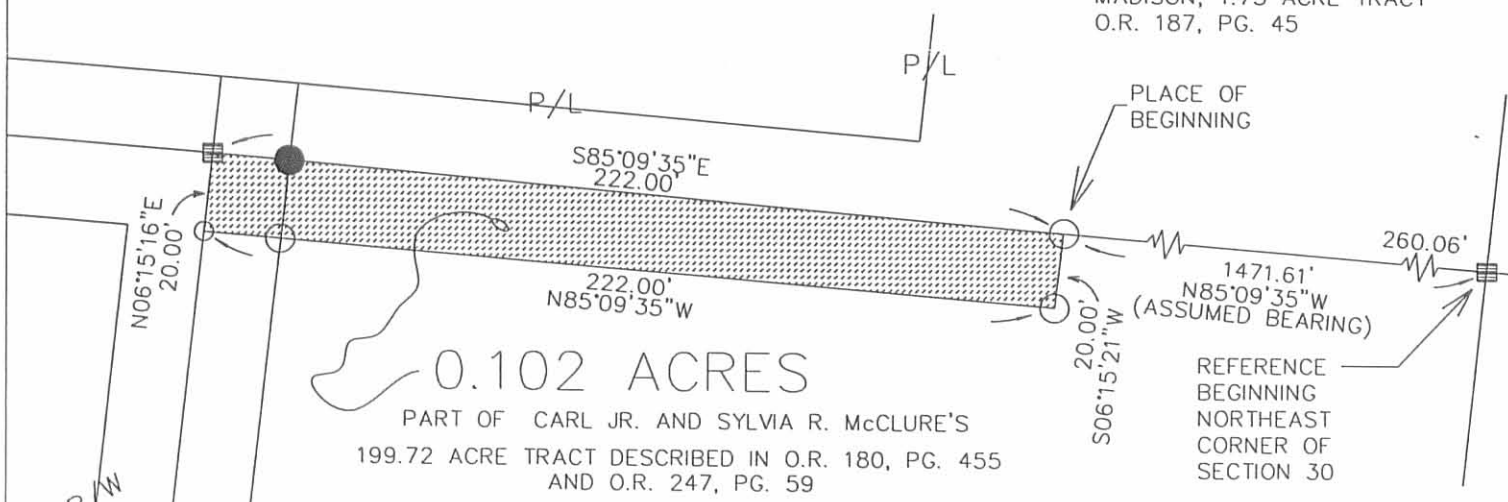 MADISON, 1.75 ACRE TRACT
O.R. 187, PG. 45
P/L
P/L
PLACE OF
BEGINNING
S85°09'35"E
222.00'
N06°15'16"E
20.00'
222.00'
N85°09'35"W
260.06'
1471.61'
N85°09'35"W
(ASSUMED BEARING)
20.00'
S06°15'21"W
0.102 ACRES
PART OF CARL JR. AND SYLVIA R. McCLURE'S
199.72 ACRE TRACT DESCRIBED IN O.R. 180, PG. 455
AND O.R. 247, PG. 59
REFERENCE
BEGINNING
NORTHEAST
CORNER OF
SECTION 30
R/W